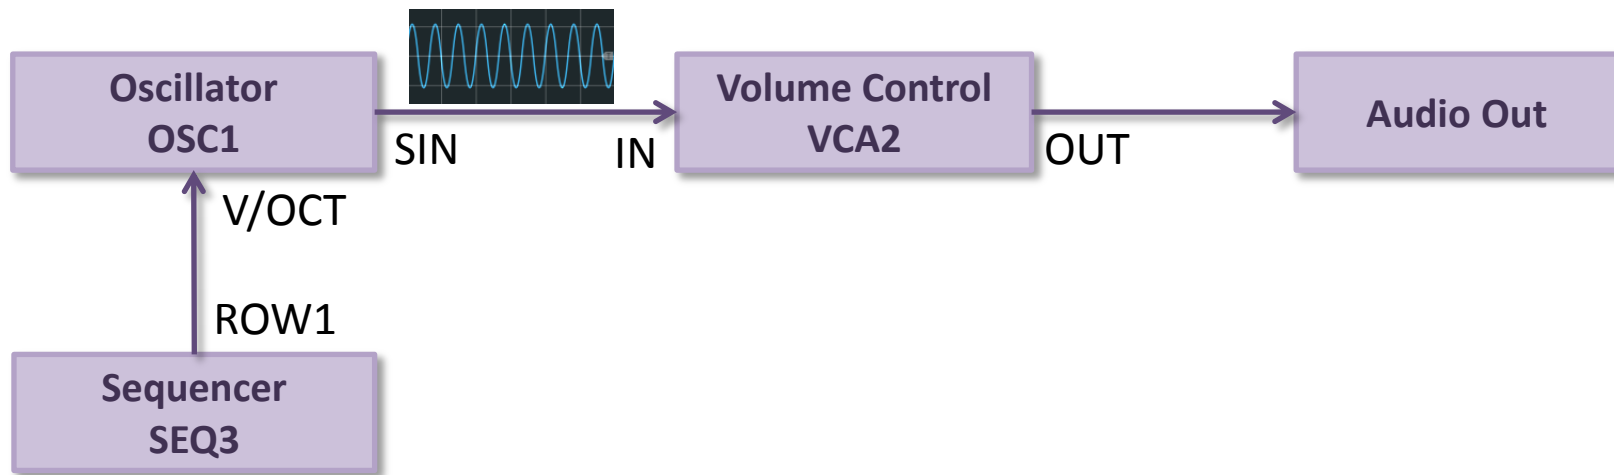 Oscillator
OSC1
SIN
IN
Volume Control
VCA2
OUT
Audio Out
V/OCT
ROW1
Sequencer
SEQ3